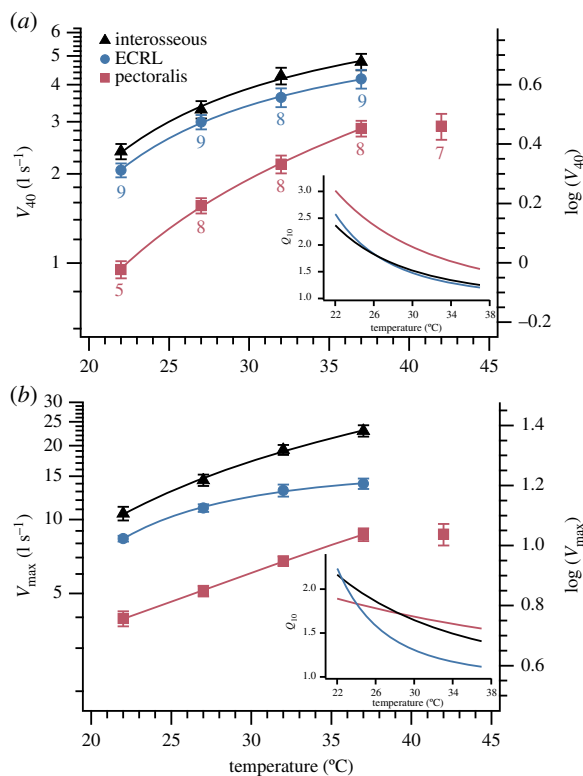 (a)
6
5
4
3
2
1
V40 (l s–1)
interosseous
ECRL
pectoralis
9
9
8
9
5
8
8
8
7
0.6
0.4
0.2
0
–0.2
log (V40)
3.0
2.5
2.0
1.5
1.0
Q10
22 26 30 34 38
temperature (ºC)
20 25 30 35 40 45
(b)
30
25
20
15
10
5
Vmax (l s–1)
1.4
1.2
1.0
0.8
0.6
log (Vmax)
2.0
1.5
1.0
Q10
22 26 30 34 38
temperature (ºC)
20 25 30 35 40 45
temperature (ºC)